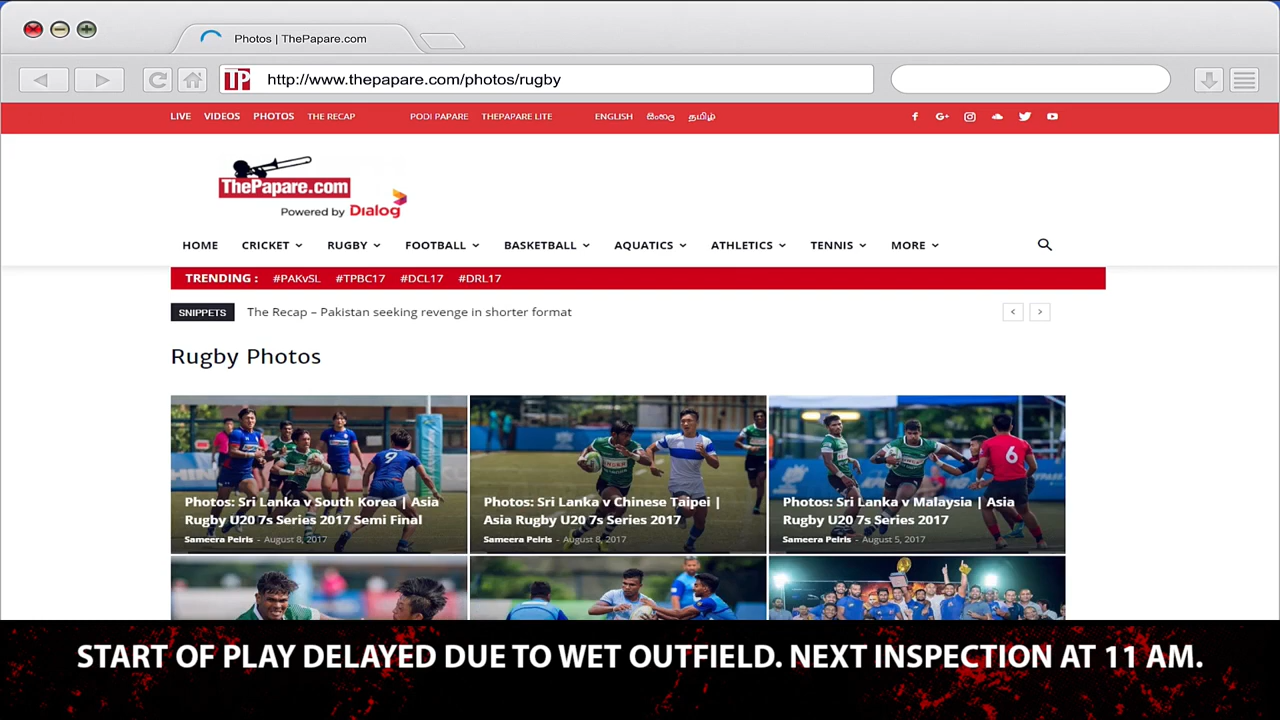 Photos | ThePapare.com
TP http://www.thepapare.com/photos/rugby
LIVE VIDEOS PHOTOS THE RECAP PODI PAPARE THEPAPARE LITE ENGLISH සිංහල தமிழ்
ThePapare.com
Powered by Dialog
HOME CRICKET RUGBY FOOTBALL BASKETBALL AQUATICS ATHLETICS TENNIS MORE
TRENDING : #PAKvSL #TPBC17 #DCL17 #DRL17
SNIPPETS The Recap – Pakistan seeking revenge in shorter format
Rugby Photos
9
6
Photos: Sri Lanka v South Korea | Asia
Rugby U20 7s Series 2017 Semi Final
Sameera Peiris - August 8, 2017
Photos: Sri Lanka v Chinese Taipei |
Asia Rugby U20 7s Series 2017
Sameera Peiris - August 8, 2017
Photos: Sri Lanka v Malaysia | Asia
Rugby U20 7s Series 2017
Sameera Peiris - August 5, 2017
START OF PLAY DELAYED DUE TO WET OUTFIELD. NEXT INSPECTION AT 11 AM.